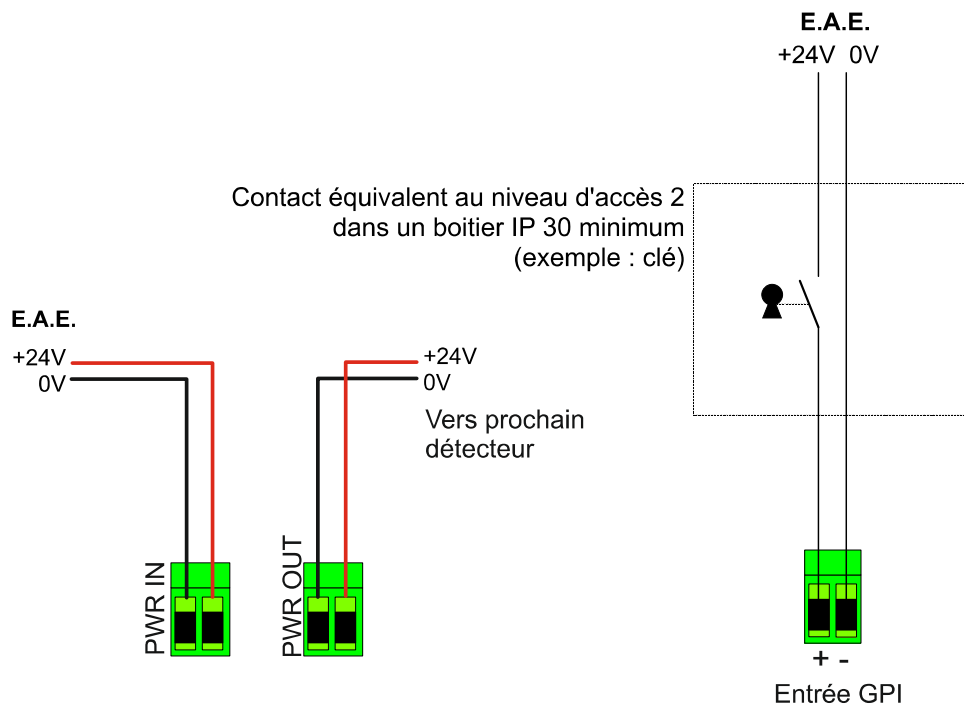 E.A.E.
+24V 0V
Contact équivalent au niveau d'accès 2
dans un boitier IP 30 minimum
(exemple : clé)
E.A.E.
+24V
0V
+24V
0V
Vers prochain
détecteur
PWR IN
PWR OUT
+ -
Entrée GPI